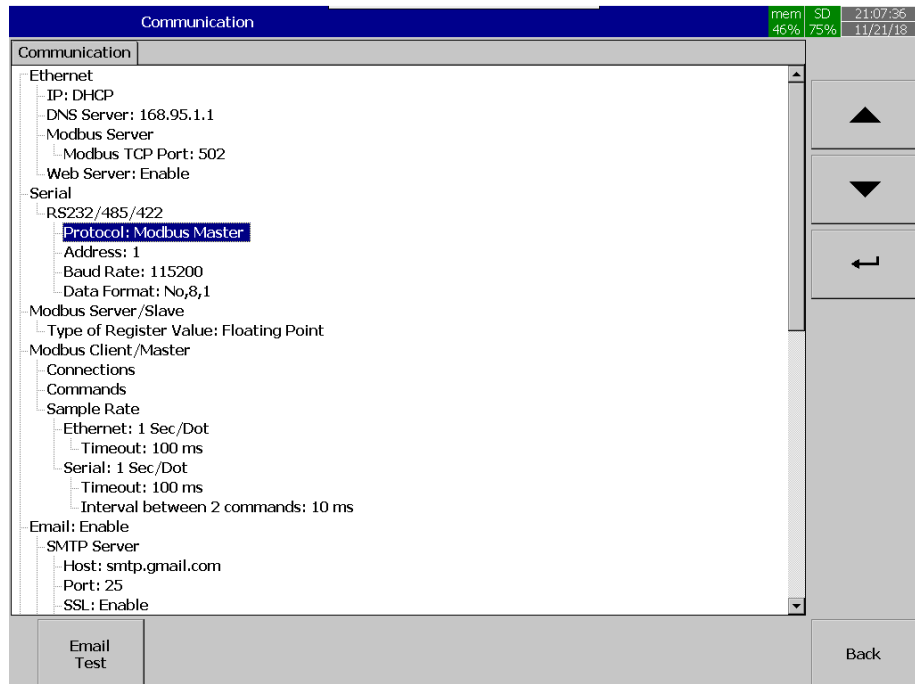 Communication
mem SD 21:07:36
46% 75% 11/21/18
Communication
Ethernet
IP: DHCP
DNS Server: 168.95.1.1
Modbus Server
Modbus TCP Port: 502
Web Server: Enable
Serial
RS232/485/422
Protocol: Modbus Master
Address: 1
Baud Rate: 115200
Data Format: No,8,1
Modbus Server/Slave
Type of Register Value: Floating Point
Modbus Client/Master
Connections
Commands
Sample Rate
Ethernet: 1 Sec/Dot
Timeout: 100 ms
Serial: 1 Sec/Dot
Timeout: 100 ms
Interval between 2 commands: 10 ms
Email: Enable
SMTP Server
Host: smtp.gmail.com
Port: 25
SSL: Enable
Email
Test
Back